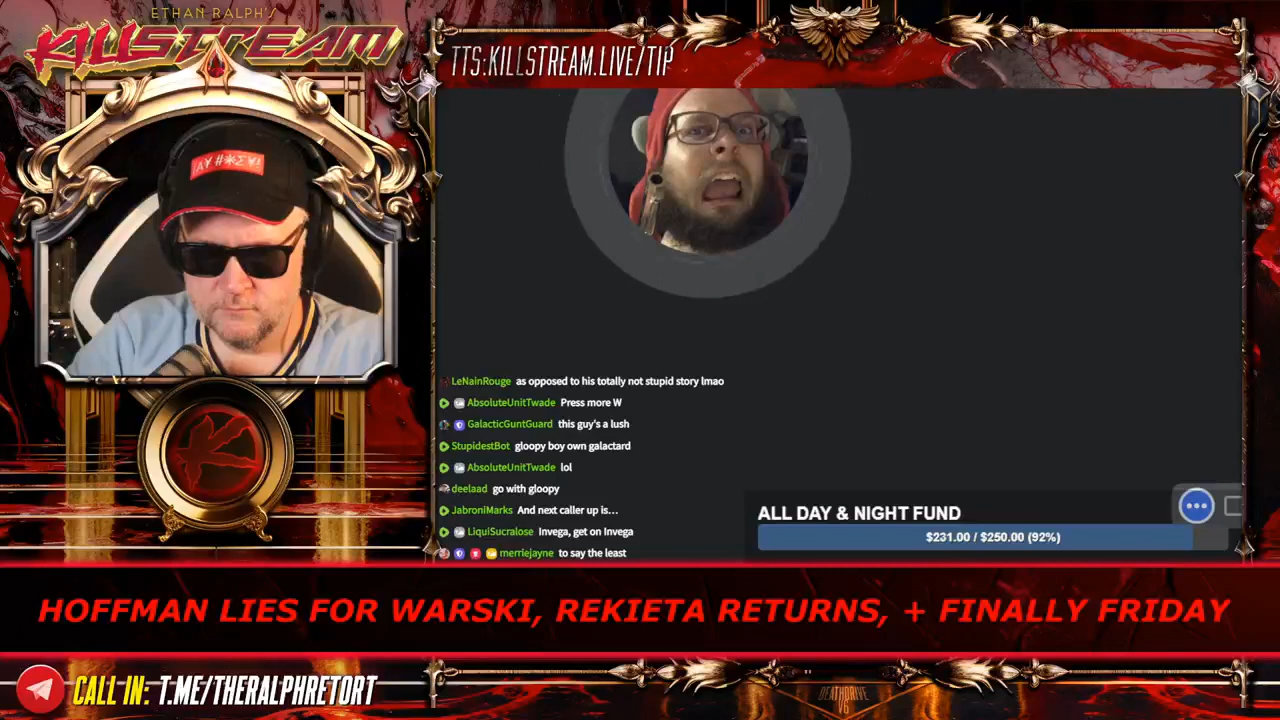 ETHAN RALPH'S
KILLSTREAM
TTS:KILLSTREAM.LIVE/TIP
LeNainRouge as opposed to his totally not stupid story lmao
AbsoluteUnitTwade Press more W
GalacticGuntGuard this guy's a lush
StupidestBot gloopy boy own galactard
AbsoluteUnitTwade lol
deelaad go with gloopy
JabroniMarks And next caller up is...
LiquiSucralose Invega, get on Invega
merriejayne to say the least
ALL DAY & NIGHT FUND
$231.00 / $250.00 (92%)
HOFFMAN LIES FOR WARSKI, REKIETA RETURNS, + FINALLY FRIDAY
CALL IN: T.ME/THERALPHRETORT
DEATHDRIVE
V6